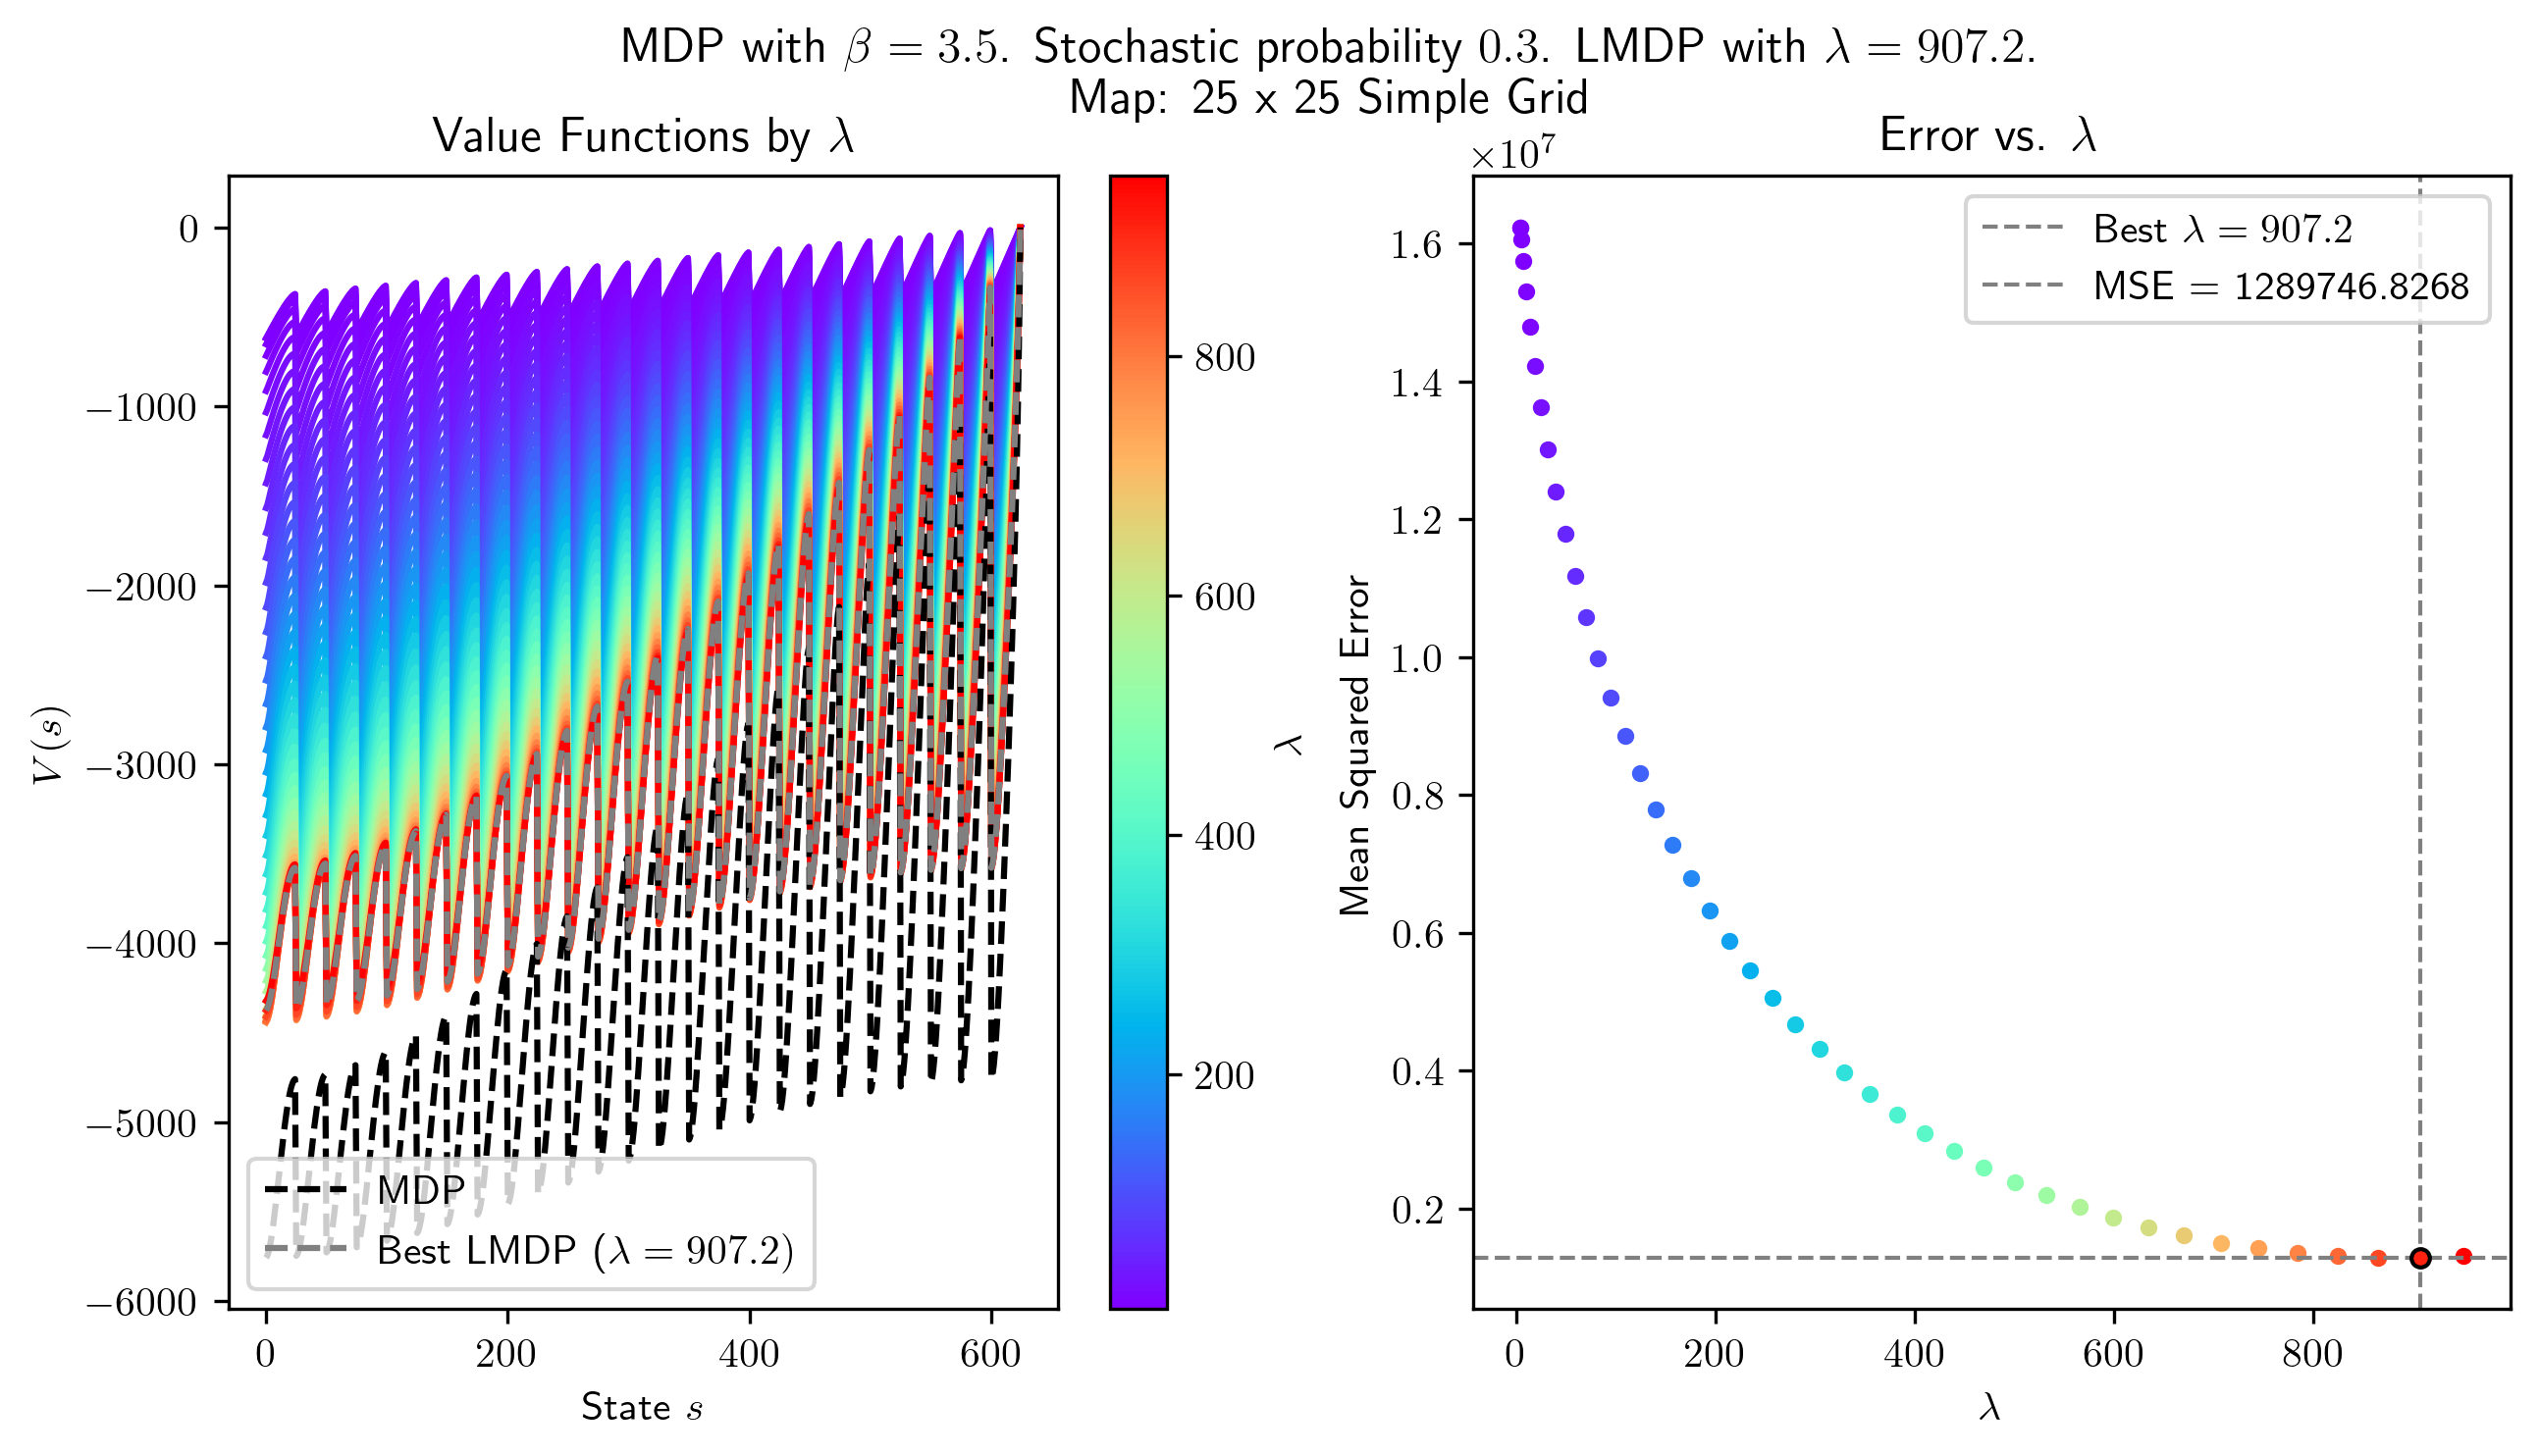 MDP with β = 3.5. Stochastic probability 0.3. LMDP with λ = 907.2.
Map: 25 x 25 Simple Grid
Value Functions by λ
0
−1000
−2000
−3000
−4000
−5000
−6000
V(s)
0 200 400 600
State s
MDP
Best LMDP (λ = 907.2)
800
600
400
200
λ
Error vs. λ
×10⁷
1.6
1.4
1.2
1.0
0.8
0.6
0.4
0.2
Mean Squared Error
0 200 400 600 800
λ
Best λ = 907.2
MSE = 1289746.8268